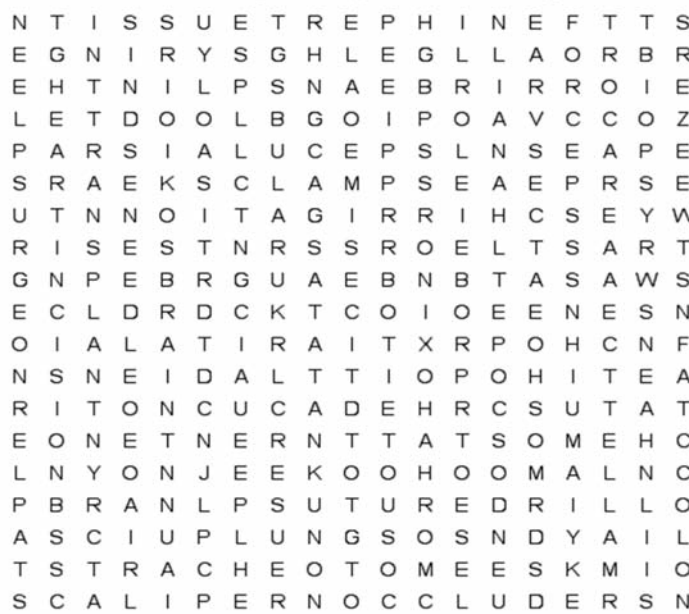 N T I S S U E T R E P H I N E F T T S
E G N I R Y S G H L E G L L A O R B R
E H T N I L P S N A E B R I R R O I E
L E T D O O L B G O I P O A V C C O Z
P A R S I A L U C E P S L N S E A P E
S R A E K S C L A M P S E A E P R S E
U T N N O I T A G I R R I H C S E Y W
R I S E S T N R S S R O E L T S A R T
G N P E B R G U A E B N B T A S A W S
E C L D R D C K T C O I O E E N E S N
O I A L A T I R A I T X R P O H C N F
N S N E I D A L T T I O P O H I T E A
R I T O N C U C A D E H R C S U T A T
E O N E T N E R N T T A T S O M E H C
L N Y O N J E E K O O H O O M A L N C
P B R A N L P S U T U R E D R I L L O
A S C I U P L U N G S O S N D Y A I L
T S T R A C H E O T O M E E S K M I O
S C A L I P E R N O C C L U D E R S N